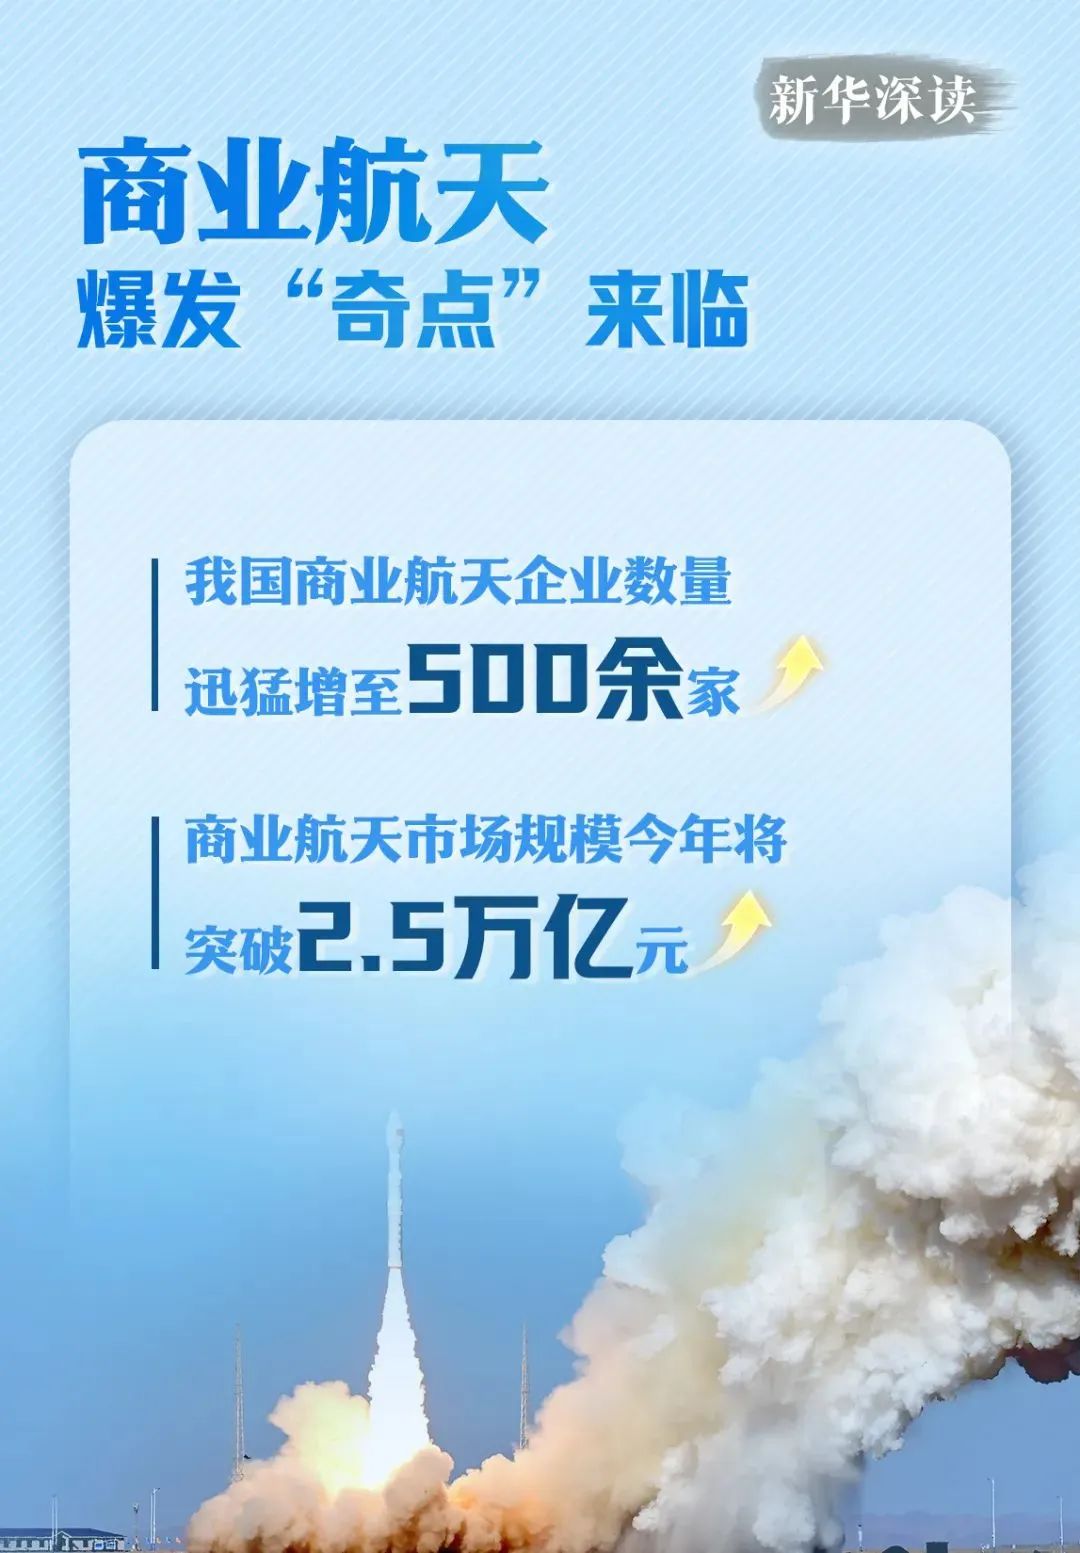 新华深读
商业航天
爆发“奇点”来临
我国商业航天企业数量
迅猛增至500余家
商业航天市场规模今年将
突破2.5万亿元